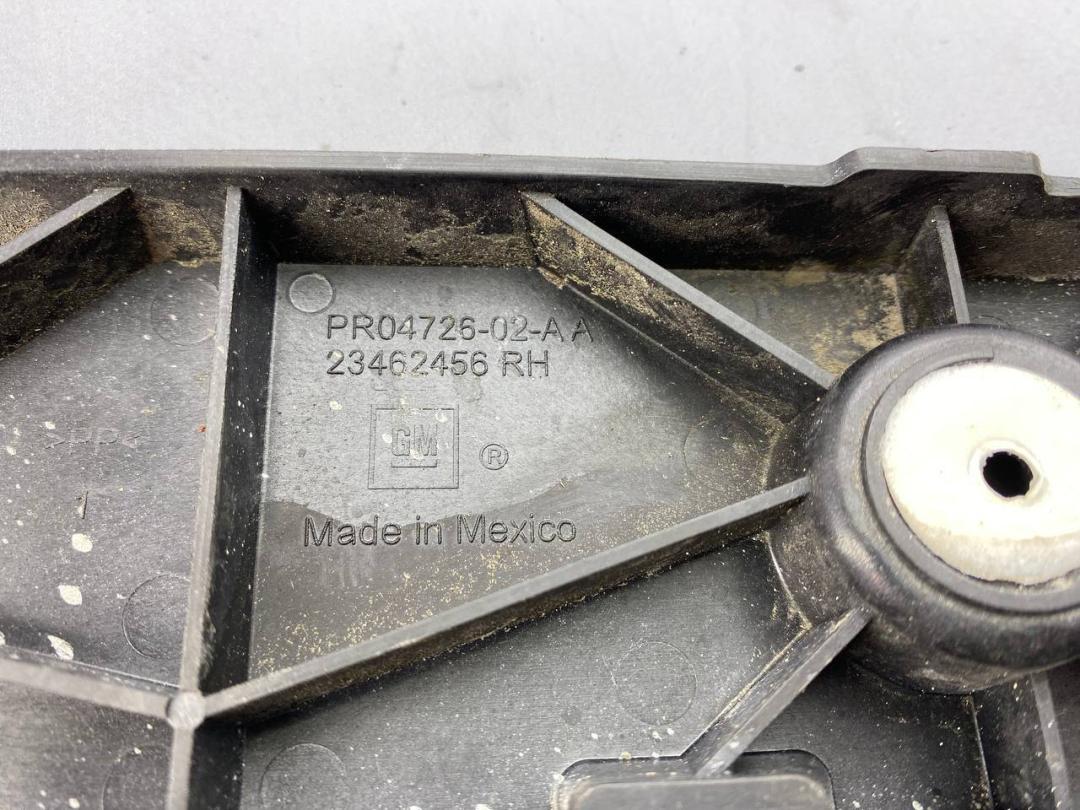 PR04726-02-AA
23462456 RH
GM
®
Made in Mexico